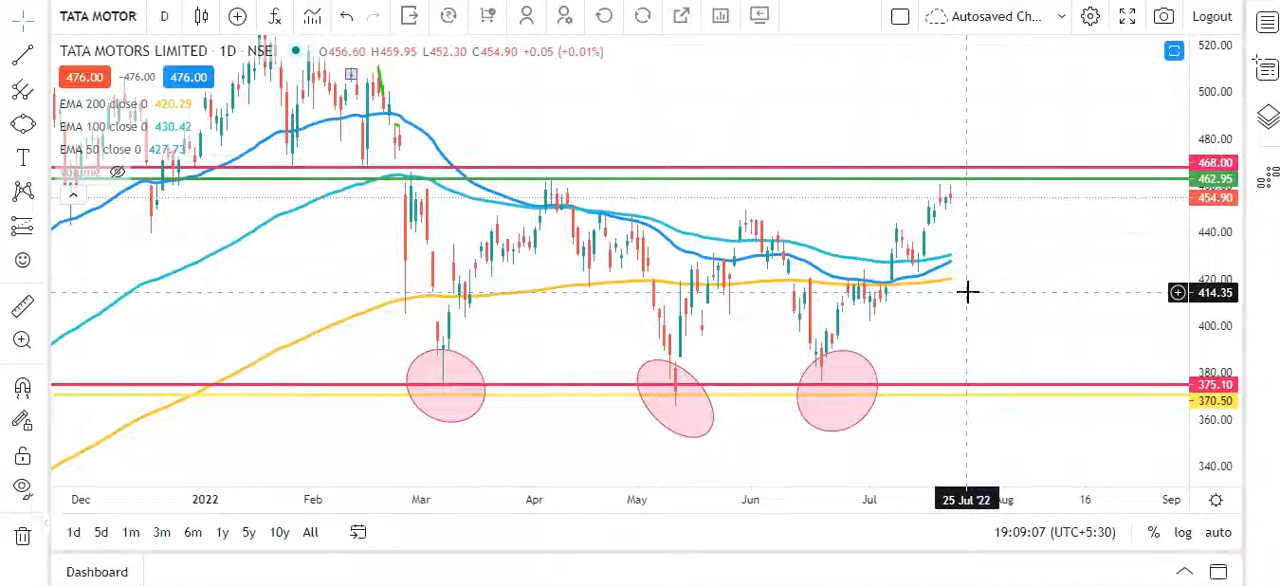 TATA MOTOR D Autosaved Ch... Logout
TATA MOTORS LIMITED · 1D · NSE O456.60 H459.95 L452.30 C454.90 +0.05 (+0.01%)
476.00 -476.00 476.00
EMA 200 close 0 420.29
EMA 100 close 0 430.42
EMA 50 close 0 427.73
Volume
520.00
500.00
480.00
468.00
462.95
454.90
440.00
420.00
414.35
400.00
380.00
375.10
370.50
360.00
340.00
Dec 2022 Feb Mar Apr May Jun Jul 25 Jul '22 Aug 16 Sep
1d 5d 1m 3m 6m 1y 5y 10y All 19:09:07 (UTC+5:30) % log auto
Dashboard